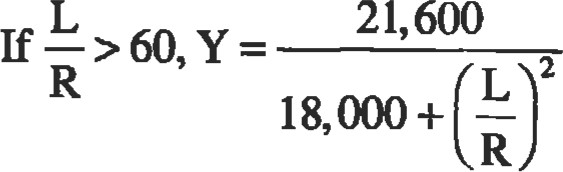 If L/R > 60, Y = 21,600 / (18,000 + (L/R)²)